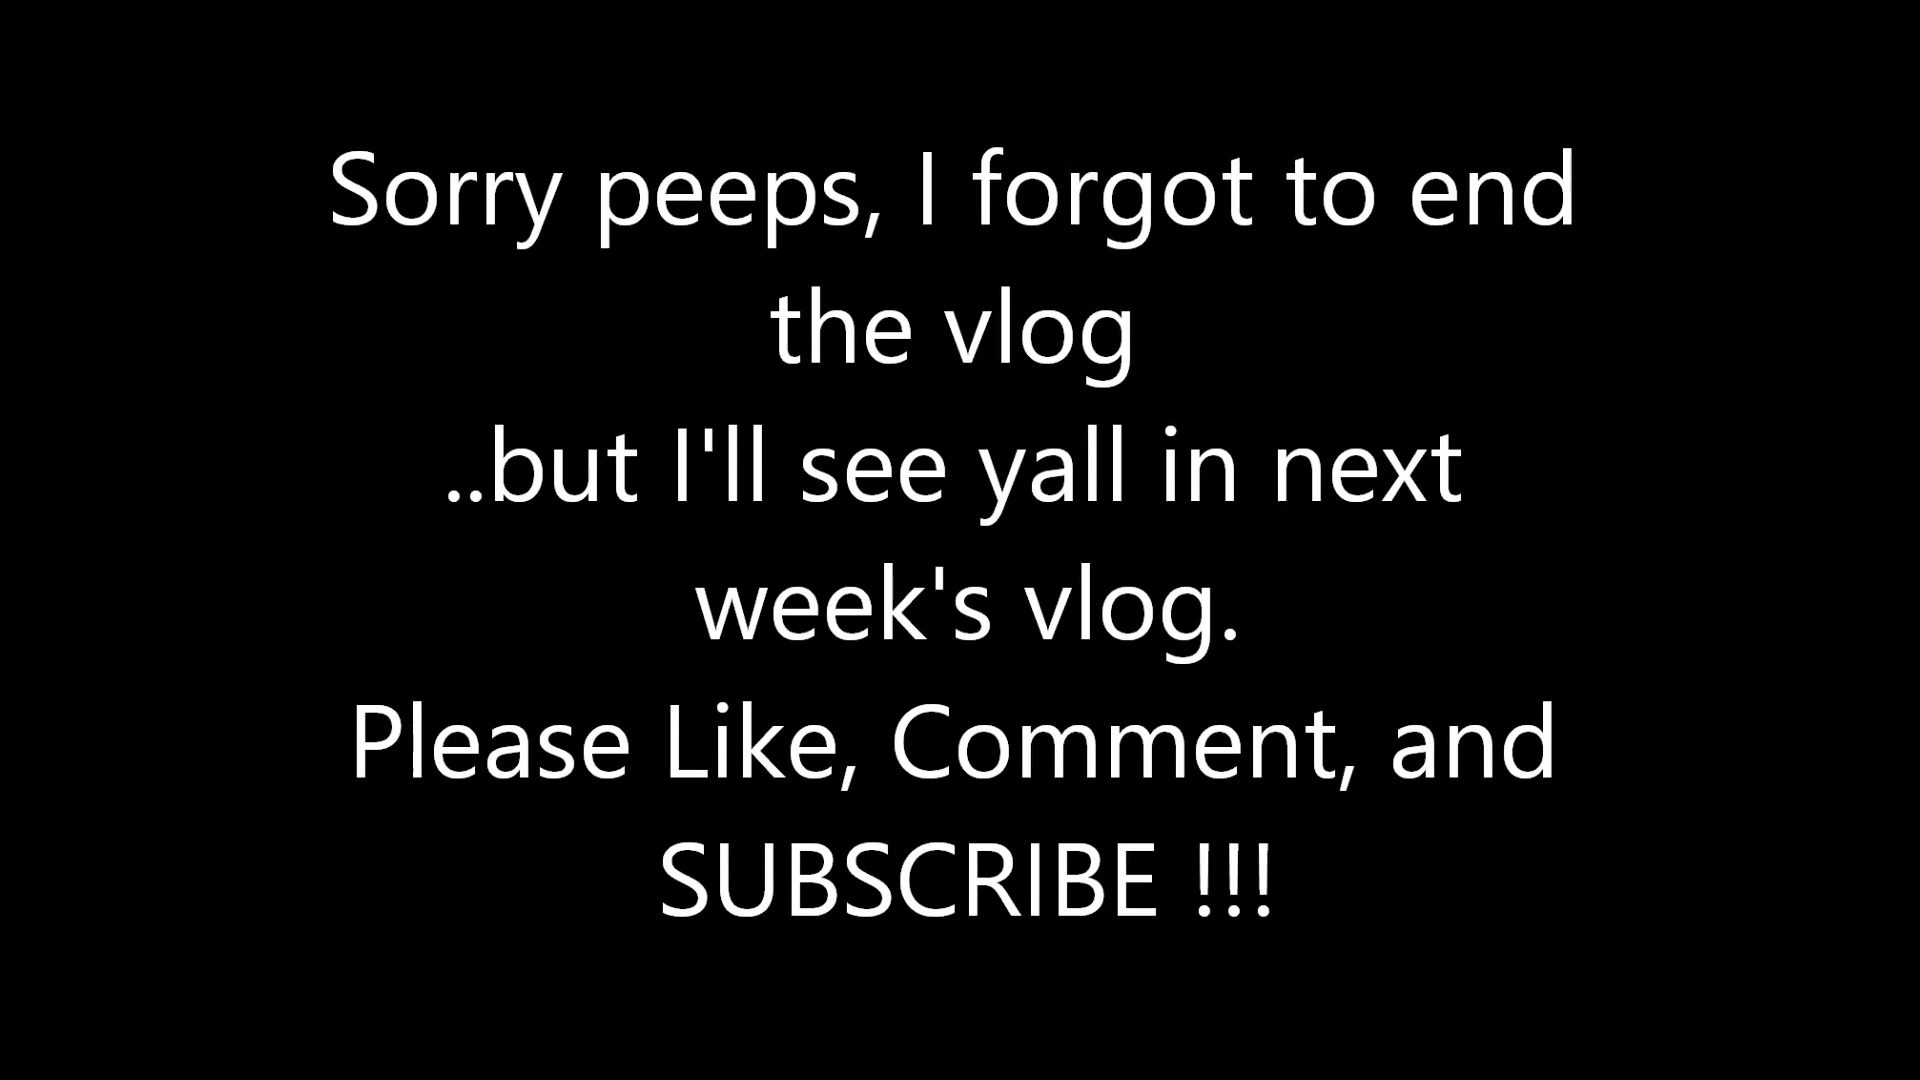 Sorry peeps, I forgot to end
the vlog
..but I'll see yall in next
week's vlog.
Please Like, Comment, and
SUBSCRIBE !!!